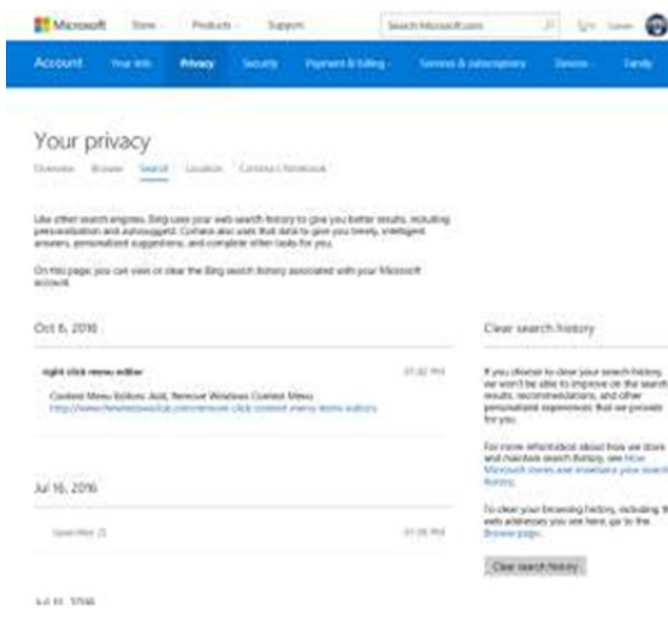 Microsoft Store Products Support Search Microsoft.com
Account Your info Privacy Security Payment & billing Services & subscriptions Devices Family
Your privacy
Overview Browse Search Location Cortana's Notebook
Like other search engines, Bing uses your web search history to give you better results, including
personalization and autosuggest. Cortana also uses that data to give you timely, intelligent
answers, personalized suggestions, and complete other tasks for you.
On this page, you can view or clear the Bing search history associated with your Microsoft
account.
Oct 6, 2016
right click menu editor
Context Menu Editors: Add, Remove Windows Context Menu
Jul 16, 2016
Clear search history
If you choose to clear your search history,
we won't be able to improve on the search
results, recommendations, and other
personalized experiences that we provide
for you.
For more information about how we store
and maintain search history, see How
Microsoft stores and maintains your search
history.
To clear your browsing history, including the
web addresses you see here, go to the
Browse page.
Clear search history